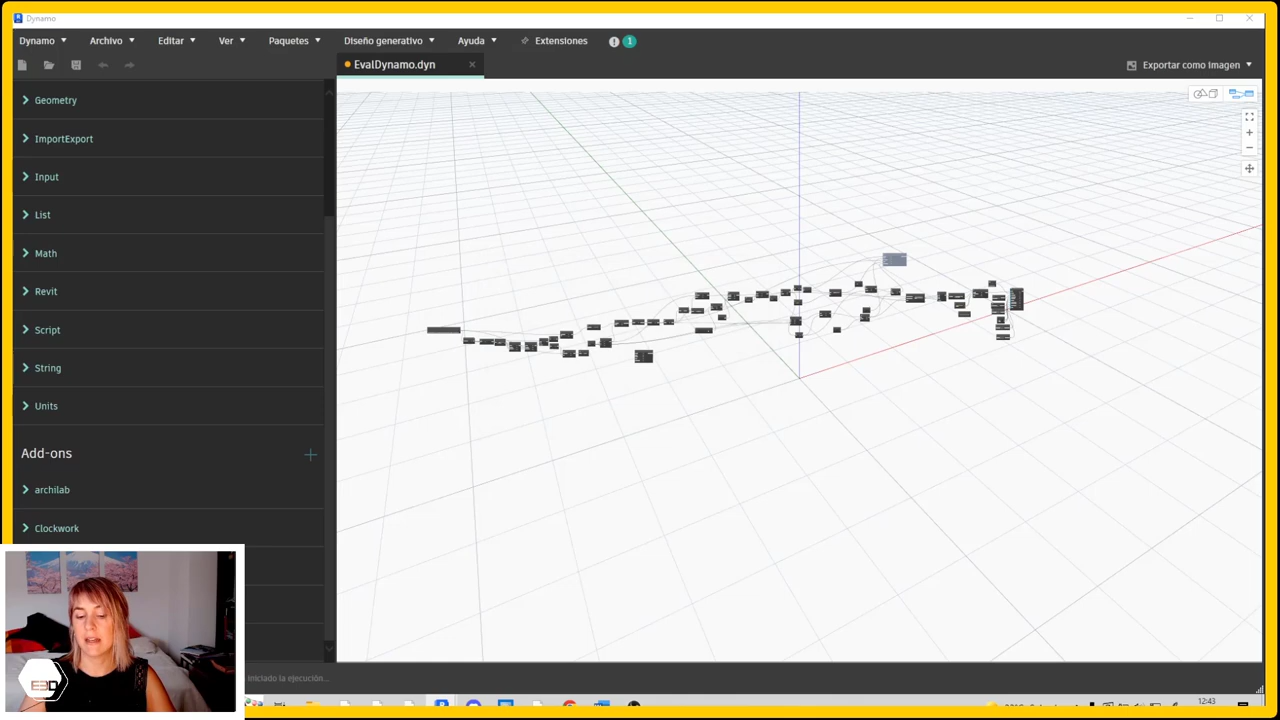 Dynamo
Dynamo Archivo Editar Ver Paquetes Diseño generativo Ayuda Extensiones 1
EvalDynamo.dyn
Exportar como Imagen
Geometry
ImportExport
Input
List
Math
Revit
Script
String
Units
Add-ons
archilab
Clockwork
Iniciado la ejecución...
E3D
12:43